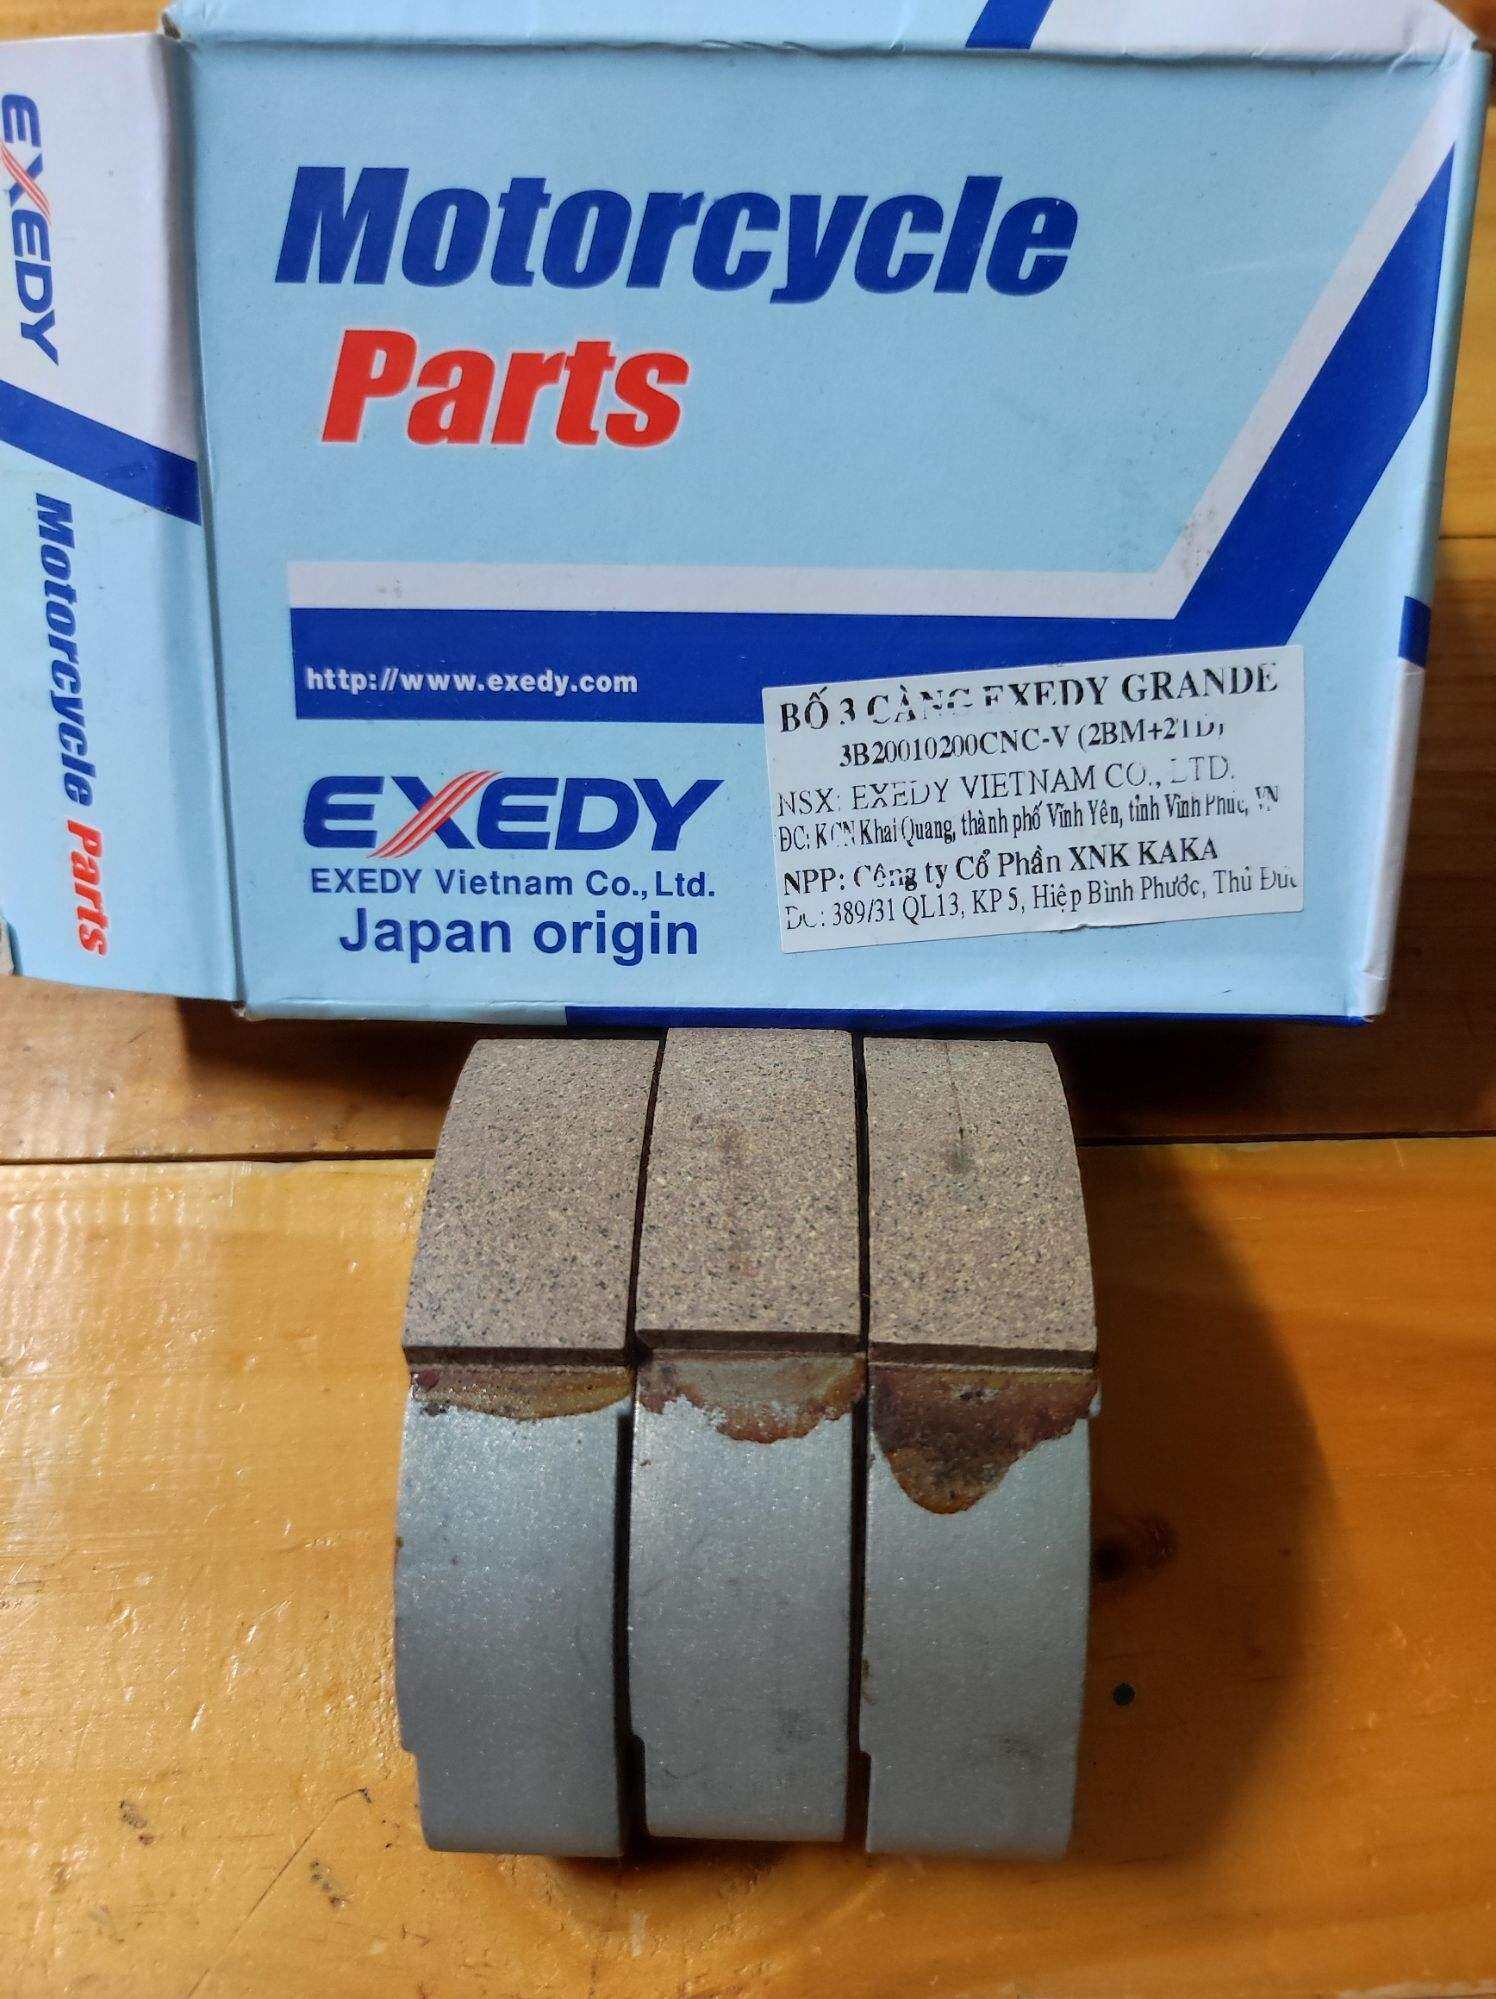 EXEDY
Motorcycle Parts
Motorcycle
Parts
http://www.exedy.com
EXEDY
EXEDY Vietnam Co., Ltd.
Japan origin
BỐ 3 CÀNG EXEDY GRANDE
3B20010200CNC-V (2BM+21D)
NSX: EXEDY VIETNAM CO., LTD.
ĐC: KCN Khai Quang, thành phố Vĩnh Yên, tỉnh Vĩnh Phúc, VN
NPP: Công ty Cổ Phần XNK KAKA
ĐC: 389/31 QL13, KP 5, Hiệp Bình Phước, Thủ Đức